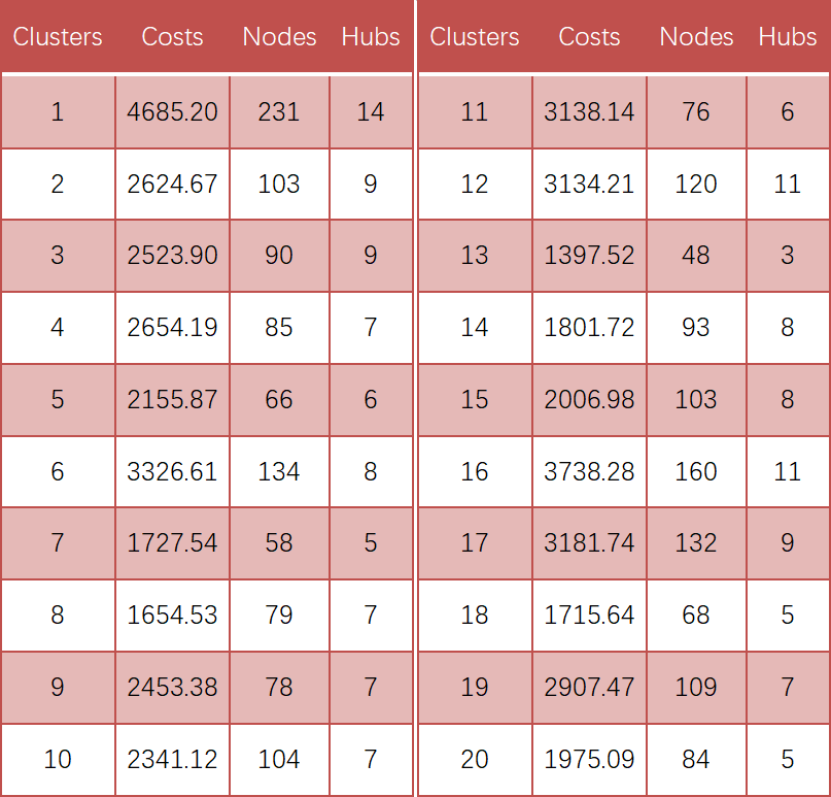 Clusters Costs Nodes Hubs Clusters Costs Nodes Hubs
1 4685.20 231 14 11 3138.14 76 6
2 2624.67 103 9 12 3134.21 120 11
3 2523.90 90 9 13 1397.52 48 3
4 2654.19 85 7 14 1801.72 93 8
5 2155.87 66 6 15 2006.98 103 8
6 3326.61 134 8 16 3738.28 160 11
7 1727.54 58 5 17 3181.74 132 9
8 1654.53 79 7 18 1715.64 68 5
9 2453.38 78 7 19 2907.47 109 7
10 2341.12 104 7 20 1975.09 84 5